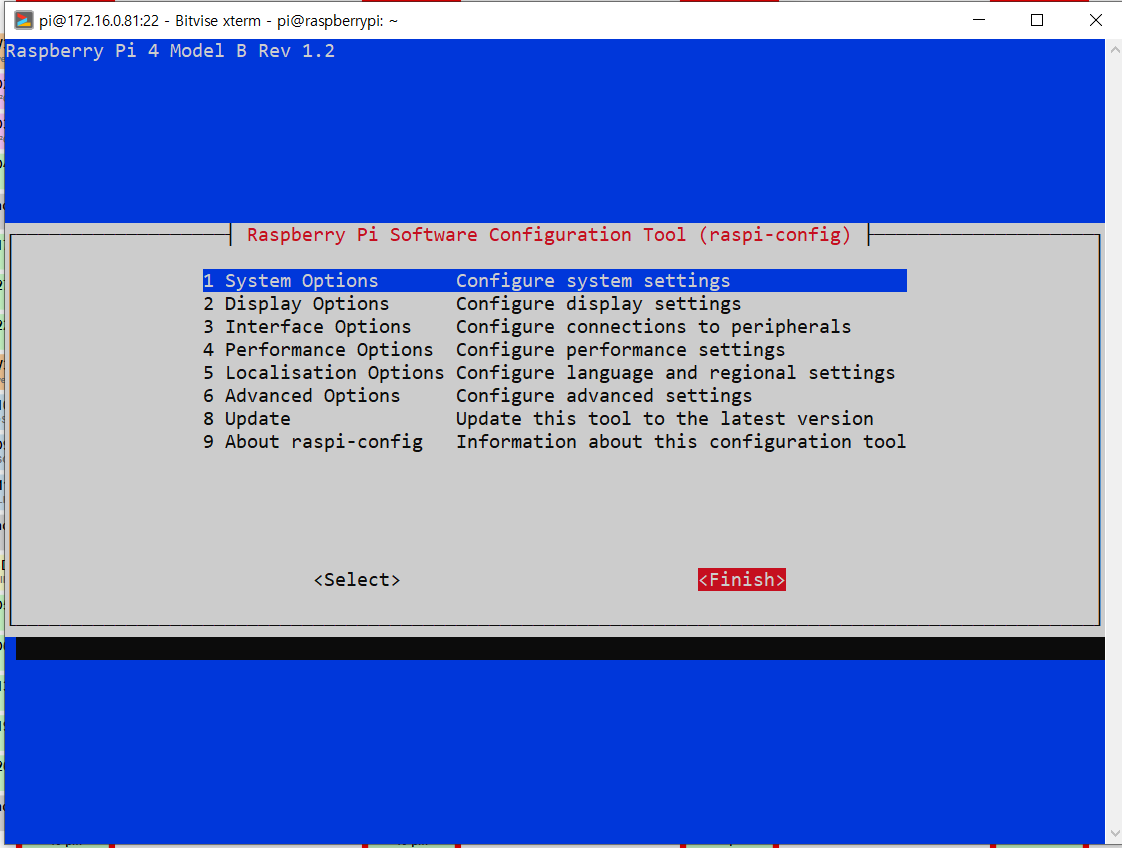 pi@172.16.0.81:22 - Bitvise xterm - pi@raspberrypi: ~
Raspberry Pi 4 Model B Rev 1.2
Raspberry Pi Software Configuration Tool (raspi-config)
1 System Options Configure system settings
2 Display Options Configure display settings
3 Interface Options Configure connections to peripherals
4 Performance Options Configure performance settings
5 Localisation Options Configure language and regional settings
6 Advanced Options Configure advanced settings
8 Update Update this tool to the latest version
9 About raspi-config Information about this configuration tool
<Select> <Finish>